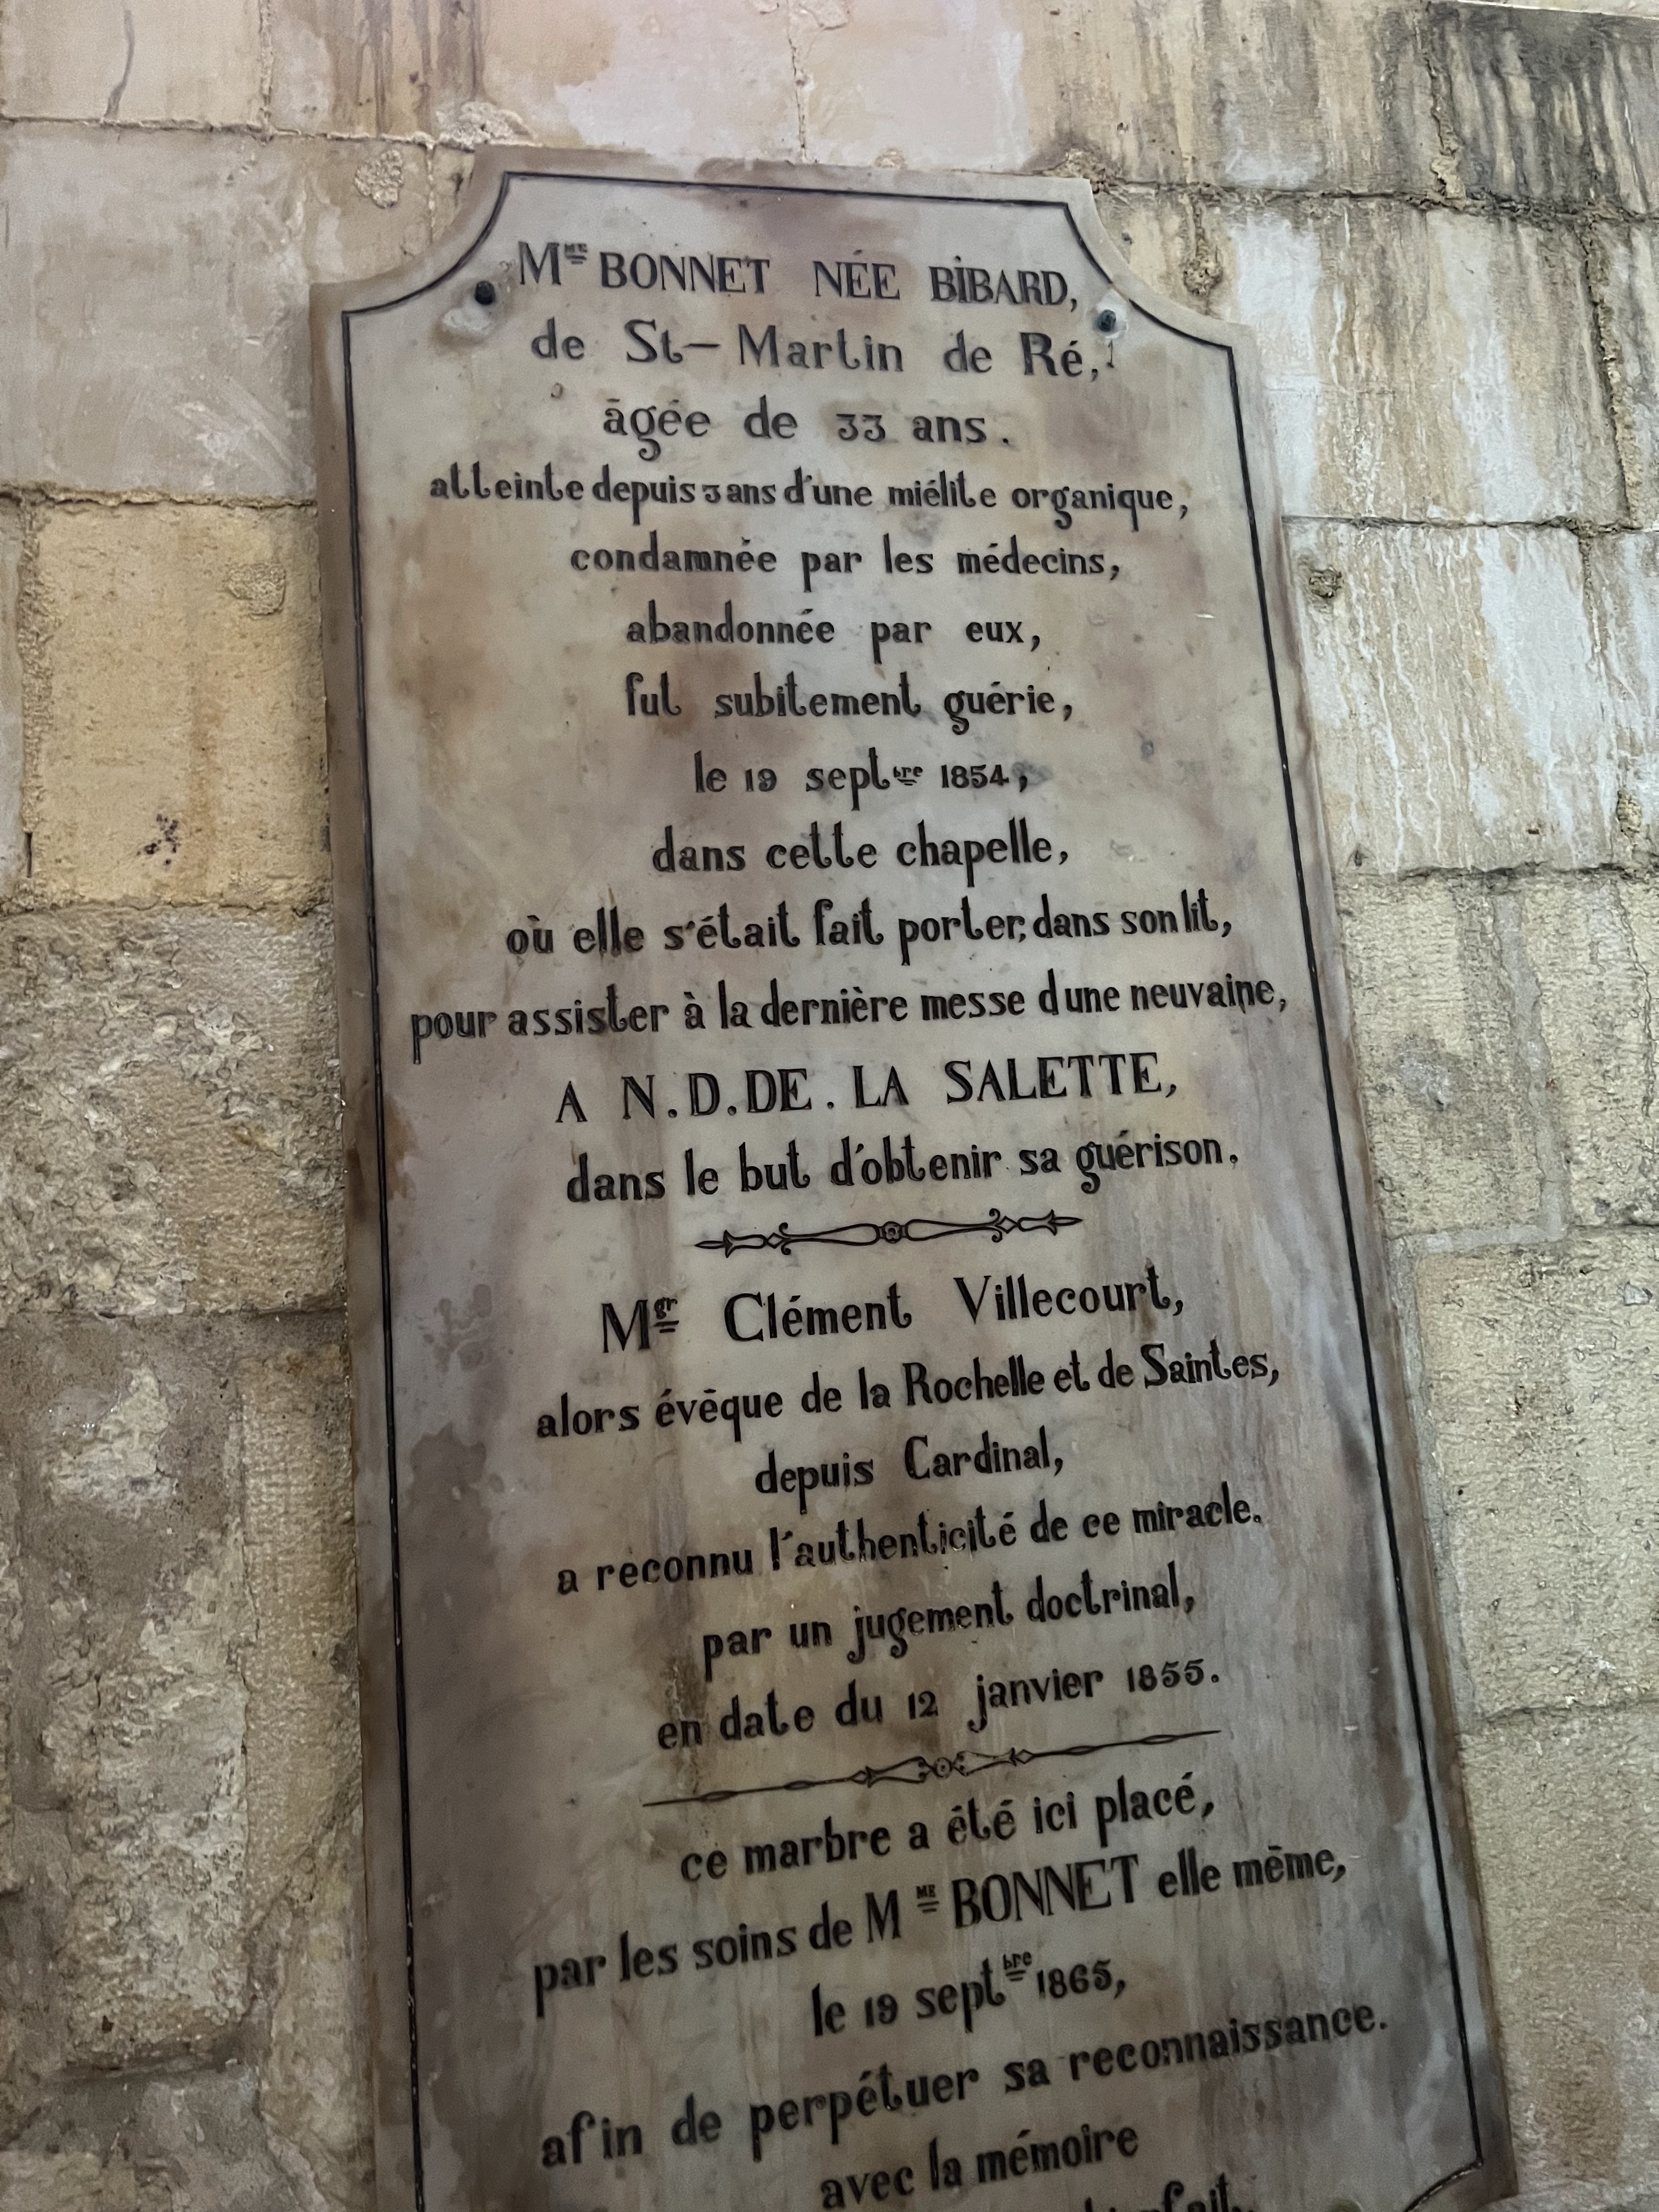 Mᴹᴱ BONNET NÉE BIBARD,
de St-Martin de Ré,
âgée de 33 ans.
atteinte depuis 3 ans d'une miélite organique,
condamnée par les médecins,
abandonnée par eux,
fut subitement guérie,
le 19 septᵇʳᵉ 1854,
dans cette chapelle,
où elle s'était fait porter, dans son lit,
pour assister à la dernière messe d'une neuvaine,
A N.D.DE. LA SALETTE,
dans le but d'obtenir sa guérison.
Mᵍʳ Clément Villecourt,
alors évêque de la Rochelle et de Saintes,
depuis Cardinal,
a reconnu l'authenticité de ce miracle.
par un jugement doctrinal,
en date du 12 janvier 1855.
ce marbre a été ici placé,
par les soins de Mᴹᴱ BONNET elle même,
le 19 septᵇʳᵉ 1865,
afin de perpétuer sa reconnaissance.
avec la mémoire